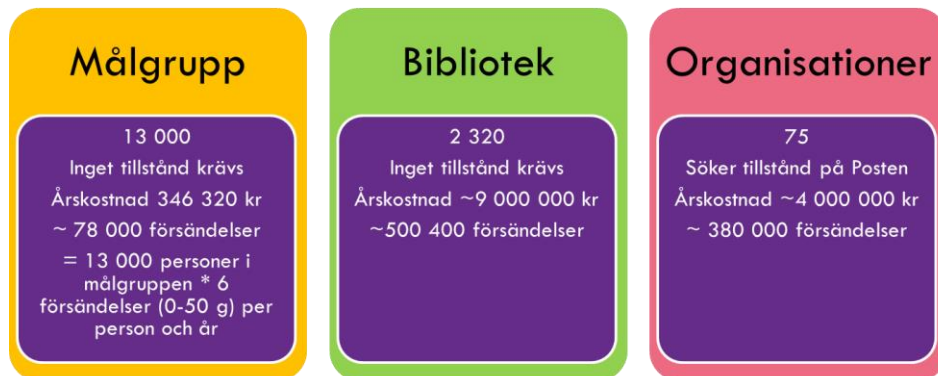 Målgrupp
13 000
Inget tillstånd krävs
Årskostnad 346 320 kr
~ 78 000 försändelser
= 13 000 personer i
målgruppen * 6
försändelser (0-50 g) per
person och år
Bibliotek
2 320
Inget tillstånd krävs
Årskostnad ~9 000 000 kr
~500 400 försändelser
Organisationer
75
Söker tillstånd på Posten
Årskostnad ~4 000 000 kr
~ 380 000 försändelser